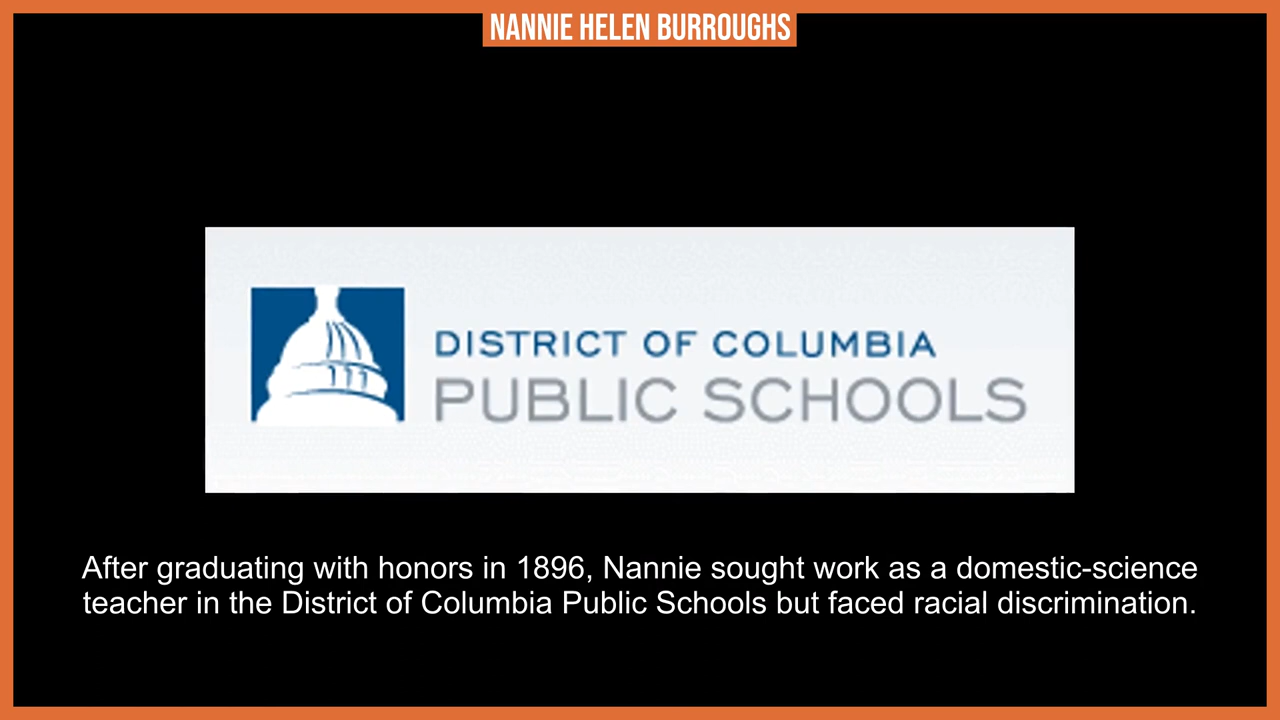 NANNIE HELEN BURROUGHS
DISTRICT OF COLUMBIA
PUBLIC SCHOOLS
After graduating with honors in 1896, Nannie sought work as a domestic-science
teacher in the District of Columbia Public Schools but faced racial discrimination.